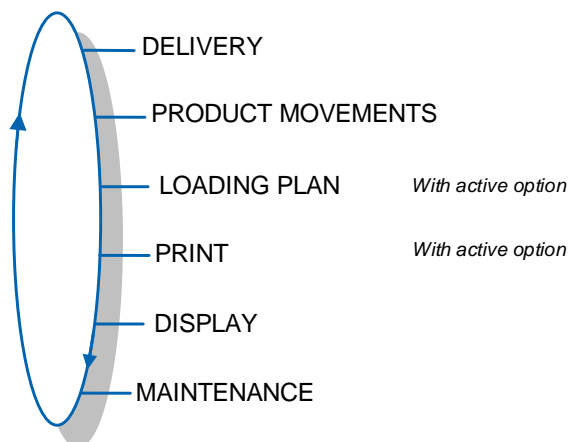 DELIVERY
PRODUCT MOVEMENTS
LOADING PLAN With active option
PRINT With active option
DISPLAY
MAINTENANCE